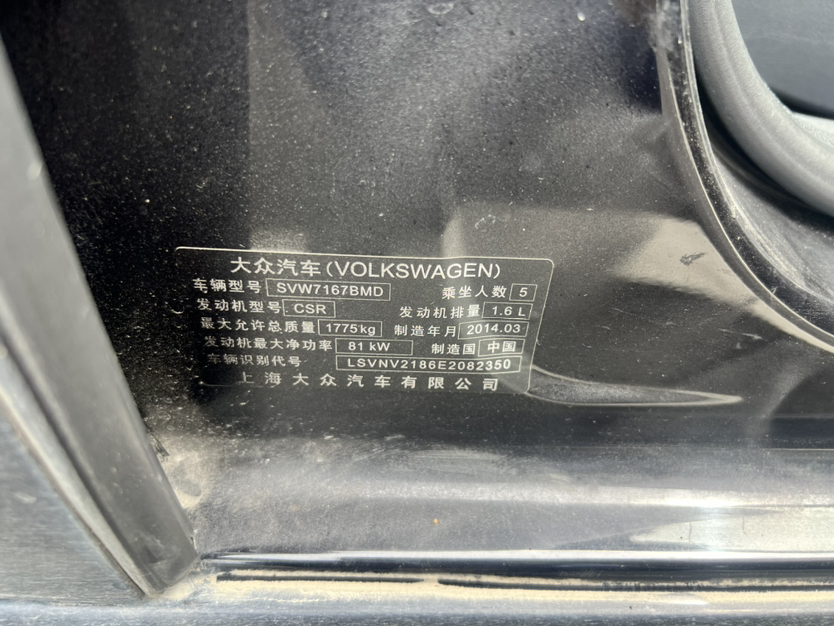 大众汽车(VOLKSWAGEN)
车辆型号 SVW7167BMD 乘坐人数 5
发动机型号 CSR 发动机排量 1.6 L
最大允许总质量 1775kg 制造年月 2014.03
发动机最大净功率 81 kW 制造国 中国
车辆识别代号 LSVNV2186E2082350
上海大众汽车有限公司